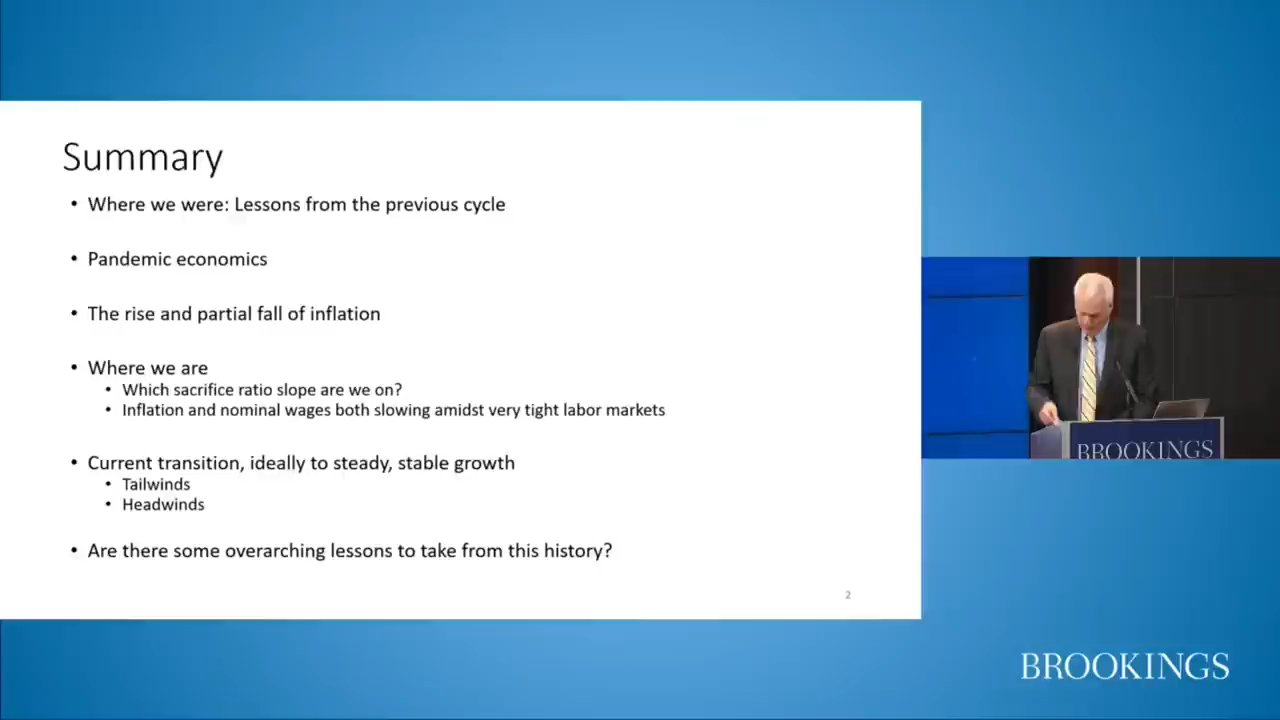 Summary
• Where we were: Lessons from the previous cycle
• Pandemic economics
• The rise and partial fall of inflation
• Where we are
• Which sacrifice ratio slope are we on?
• Inflation and nominal wages both slowing amidst very tight labor markets
• Current transition, ideally to steady, stable growth
• Tailwinds
• Headwinds
• Are there some overarching lessons to take from this history?
2
BROOKINGS
BROOKINGS